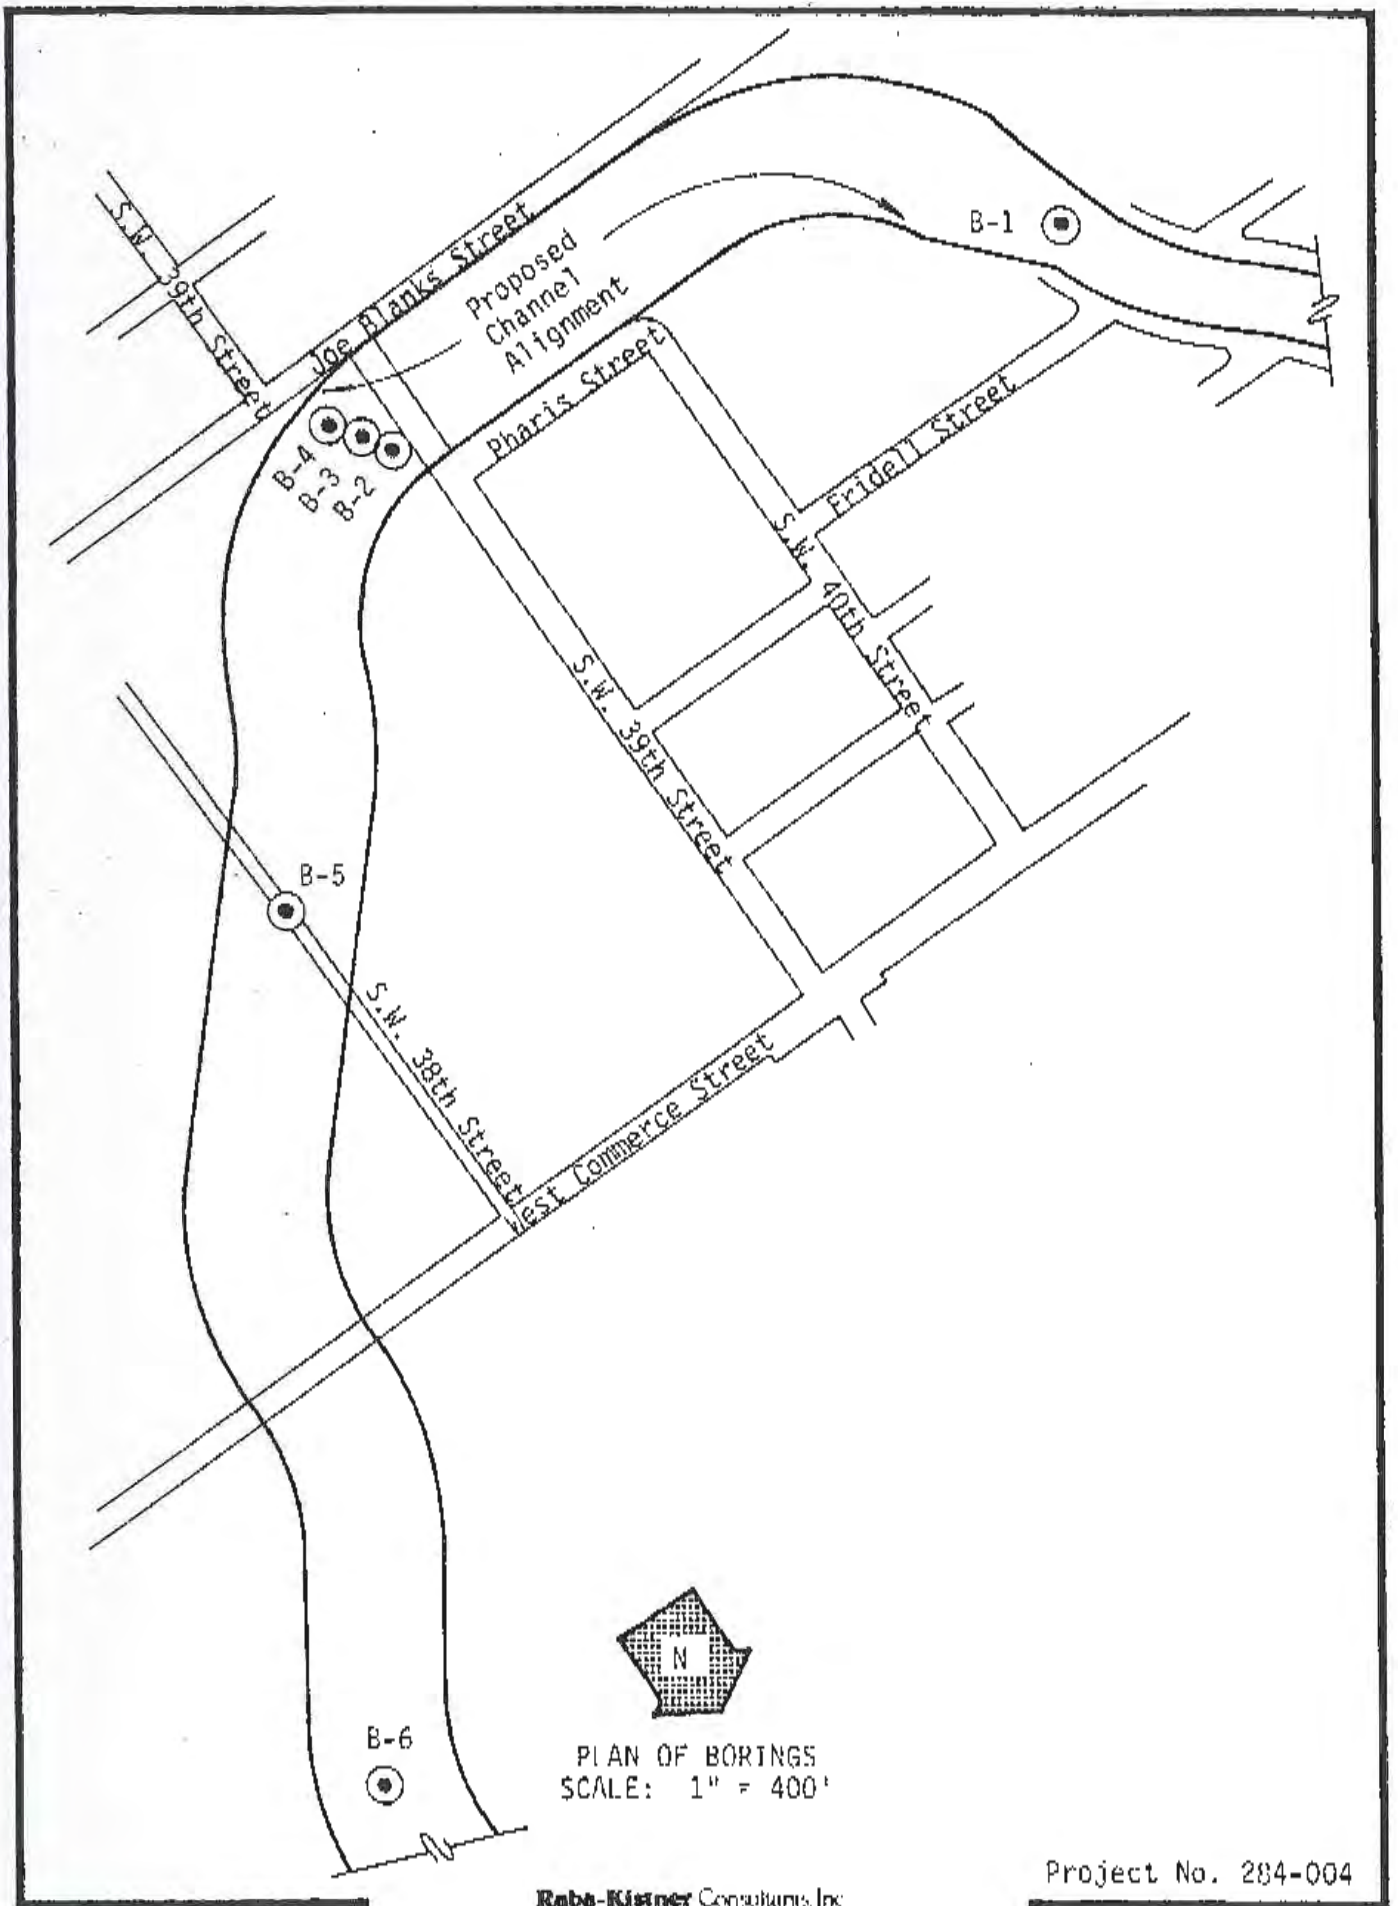 S.W. 39th Street
Joe Blanks Street
Proposed
Channel
Alignment
B-1
B-4
B-3
B-2
Pharis Street
Fridell Street
S.W. 40th Street
S.W. 39th Street
B-5
S.W. 38th Street
est Commerce Street
N
B-6
PLAN OF BORINGS
SCALE: 1" = 400'
Project No. 284-004
Raba-Kistner Consultants, Inc